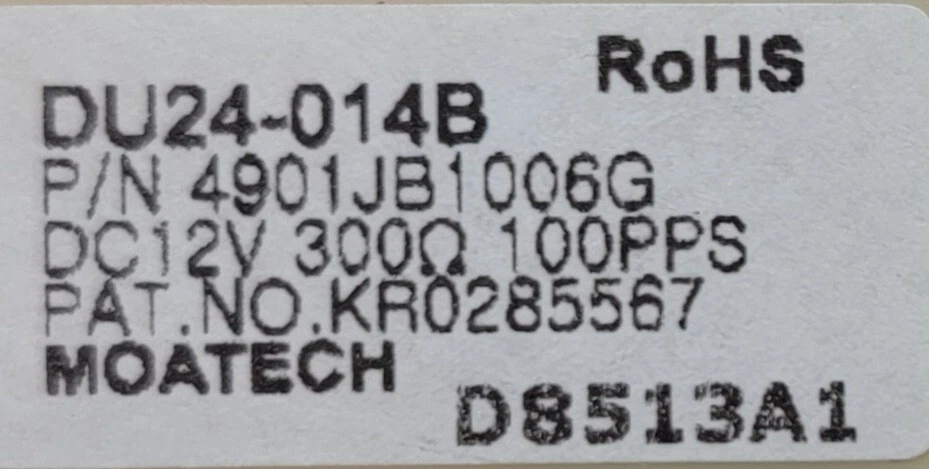 RoHS
DU24-014B
P/N 4901JB1006G
DC12V 300Ω 100PPS
PAT.NO.KR0285567
MOATECH
D8513A1